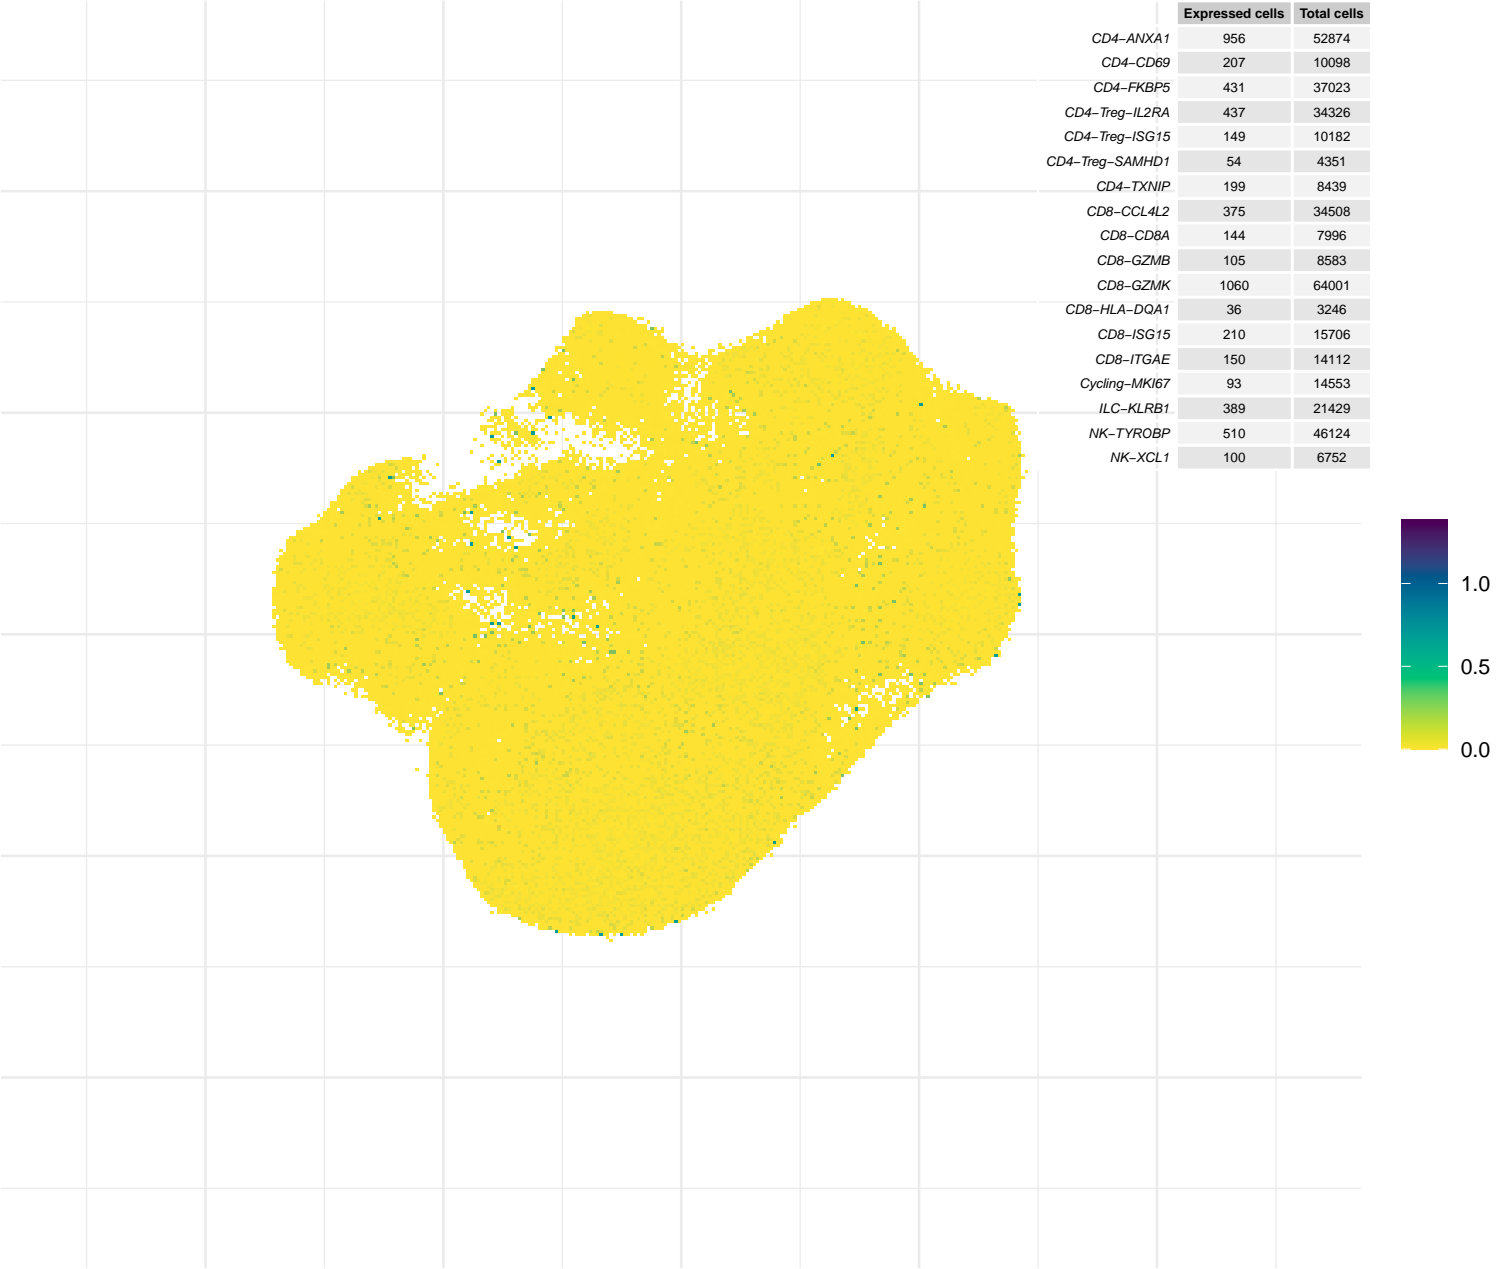 Expressed cells Total cells
CD4−ANXA1 956 52874
CD4−CD69 207 10098
CD4−FKBP5 431 37023
CD4−Treg−IL2RA 437 34326
CD4−Treg−ISG15 149 10182
CD4−Treg−SAMHD1 54 4351
CD4−TXNIP 199 8439
CD8−CCL4L2 375 34508
CD8−CD8A 144 7996
CD8−GZMB 105 8583
CD8−GZMK 1060 64001
CD8−HLA−DQA1 36 3246
CD8−ISG15 210 15706
CD8−ITGAE 150 14112
Cycling−MKI67 93 14553
ILC−KLRB1 389 21429
NK−TYROBP 510 46124
NK−XCL1 100 6752
1.0
0.5
0.0